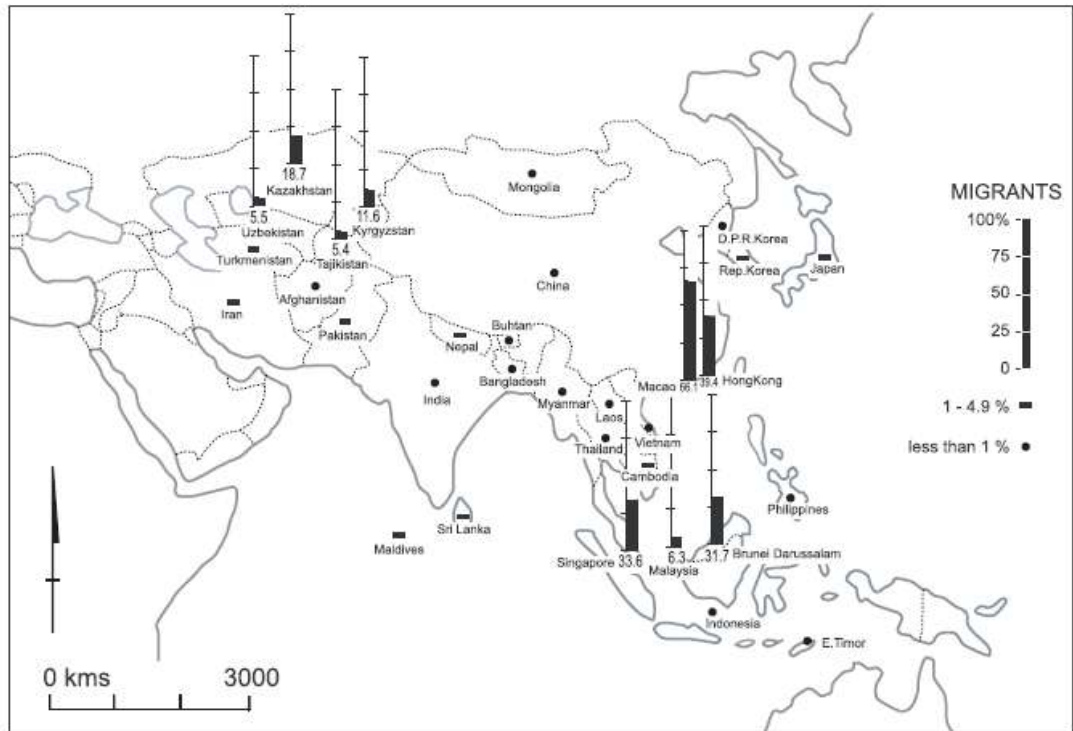 18.7
Kazakhstan
5.5
Uzbekistan
11.6
Kyrgyzstan
5.4
Tajikistan
Turkmenistan
Afghanistan
Iran
Pakistan
Nepal
Buhtan
Bangladesh
India
Mongolia
China
D.P.R.Korea
Rep.Korea
Japan
Macao 66.1 39.4 HongKong
Myanmar
Laos
Thailand
Vietnam
Cambodia
Philippines
Sri Lanka
Maldives
Singapore 33.6
6.3
Malaysia
31.7 Brunei Darussalam
Indonesia
E.Timor
MIGRANTS
100%
75
50
25
0
1 - 4.9 %
less than 1 %
0 kms 3000